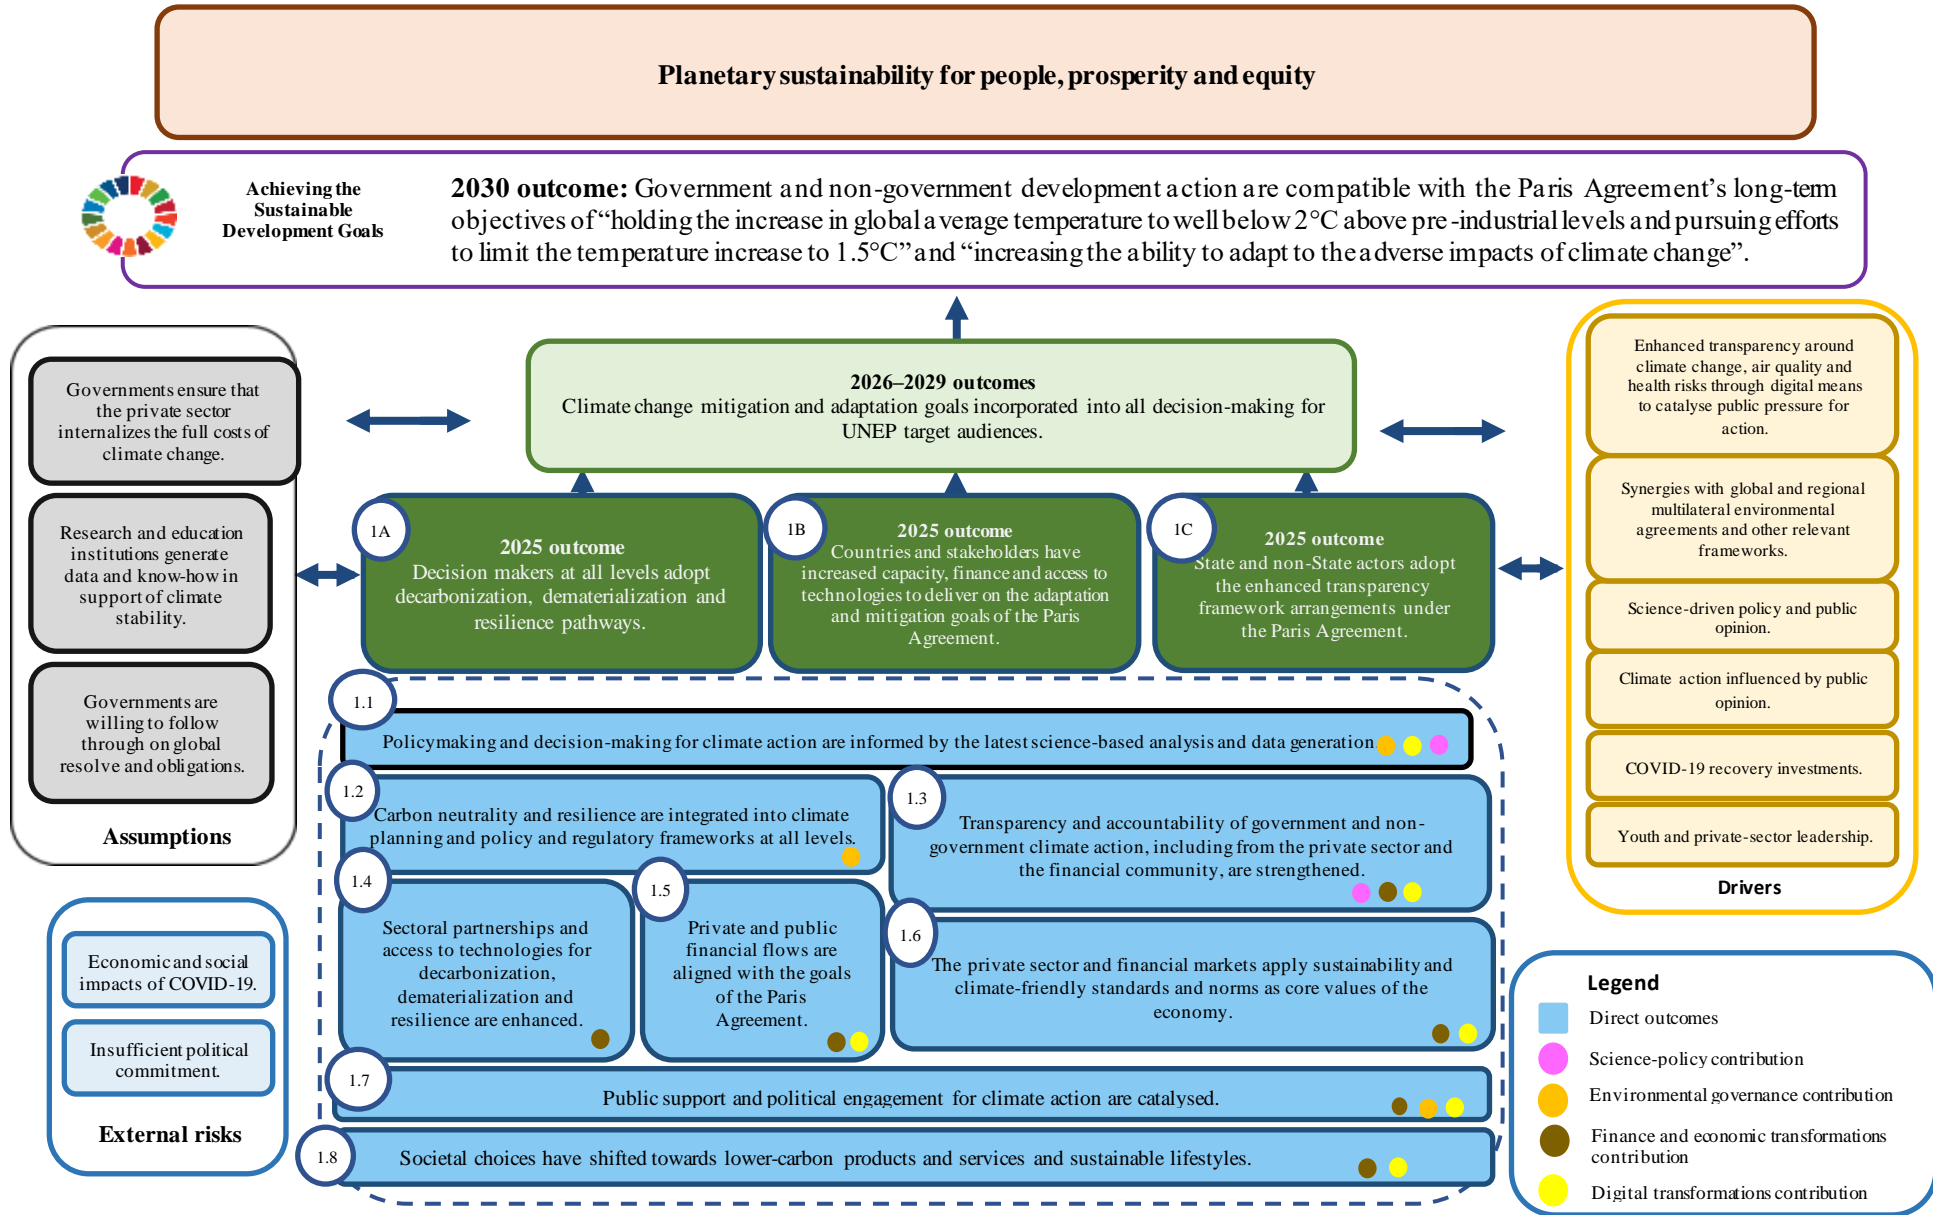 Planetary sustainability for people, prosperity and equity
Achieving the
Sustainable
Development Goals
2030 outcome: Government and non-government development action are compatible with the Paris Agreement’s long-term
objectives of “holding the increase in global average temperature to well below 2°C above pre-industrial levels and pursuing efforts
to limit the temperature increase to 1.5°C” and “increasing the ability to adapt to the adverse impacts of climate change”.
Governments ensure that
the private sector
internalizes the full costs of
climate change.
Research and education
institutions generate
data and know-how in
support of climate
stability.
Governments are
willing to follow
through on global
resolve and obligations.
Assumptions
Economic and social
impacts of COVID-19.
Insufficient political
commitment.
External risks
2026–2029 outcomes
Climate change mitigation and adaptation goals incorporated into all decision-making for
UNEP target audiences.
1A
2025 outcome
Decision makers at all levels adopt
decarbonization, dematerialization and
resilience pathways.
1B
2025 outcome
Countries and stakeholders have
increased capacity, finance and access to
technologies to deliver on the adaptation
and mitigation goals of the Paris
Agreement.
1C
2025 outcome
State and non-State actors adopt
the enhanced transparency
framework arrangements under
the Paris Agreement.
1.1
Policymaking and decision-making for climate action are informed by the latest science-based analysis and data generation.
1.2
Carbon neutrality and resilience are integrated into climate
planning and policy and regulatory frameworks at all levels.
1.3
Transparency and accountability of government and non-
government climate action, including from the private sector and
the financial community, are strengthened.
1.4
Sectoral partnerships and
access to technologies for
decarbonization,
dematerialization and
resilience are enhanced.
1.5
Private and public
financial flows are
aligned with the goals
of the Paris
Agreement.
1.6
The private sector and financial markets apply sustainability and
climate-friendly standards and norms as core values of the
economy.
1.7
Public support and political engagement for climate action are catalysed.
1.8
Societal choices have shifted towards lower-carbon products and services and sustainable lifestyles.
Enhanced transparency around
climate change, air quality and
health risks through digital means
to catalyse public pressure for
action.
Synergies with global and regional
multilateral environmental
agreements and other relevant
frameworks.
Science-driven policy and public
opinion.
Climate action influenced by public
opinion.
COVID-19 recovery investments.
Youth and private-sector leadership.
Drivers
Legend
Direct outcomes
Science-policy contribution
Environmental governance contribution
Finance and economic transformations
contribution
Digital transformations contribution